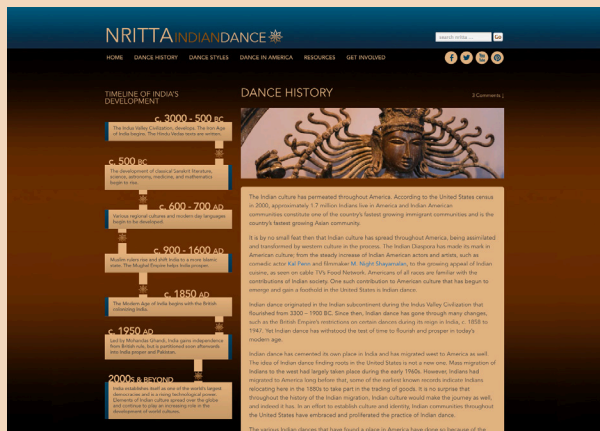 NRITTA INDIANDANCE
search nritta ...
Go
HOME DANCE HISTORY DANCE STYLES DANCE IN AMERICA RESOURCES GET INVOLVED
TIMELINE OF INDIA'S
DEVELOPMENT
c. 3000 - 500 BC
The Indus Valley Civilization, develops. The Iron Age
of India begins. The Hindu Vedas texts are written.
c. 500 BC
The development of classical Sanskrit literature,
science, astronomy, medicine, and mathematics
begin to rise.
c. 600 - 700 AD
Various regional cultures and modern day languages
begin to be developed.
c. 900 - 1600 AD
Muslim rulers rise and shift India to a more Islamic
state. The Mughal Empire helps India prosper.
c. 1850 AD
The Modern Age of India begins with the British
colonizing India.
c. 1950 AD
Led by Mohandas Ghandi, India gains independence
from British rule, but is partitioned soon afterwards
into India proper and Pakistan.
2000s & BEYOND
India establishes itself as one of the world's largest
democracies and is a rising technological power.
Elements of Indian culture spread over the globe
and continue to play an increasing role in the
development of world cultures.
DANCE HISTORY
3 Comments |
The Indian culture has permeated throughout America. According to the United States census
in 2000, approximately 1.7 million Indians live in America and Indian American
communities constitute one of the country's fastest growing immigrant communities and is the
country's fastest growing Asian community.
It is by no small feat then that Indian culture has spread throughout America, being assimilated
and transformed by western culture in the process. The Indian Diaspora has made its mark in
American culture; from the steady increase of Indian American actors and artists, such as
comedic actor Kal Penn and filmmaker M. Night Shayamalan, to the growing appeal of Indian
cuisine, as seen on cable TV's Food Network. Americans of all races are familiar with the
contributions of Indian society. One such contribution to American culture that has begun to
emerge and gain a foothold in the United States is Indian dance.
Indian dance originated in the Indian subcontinent during the Indus Valley Civilization that
flourished from 3300 – 1900 BC. Since then, Indian dance has gone through many changes,
such as the British Empire's restrictions on certain dances during its reign in India, c. 1858 to
1947. Yet Indian dance has withstood the test of time to flourish and prosper in today's
modern age.
Indian dance has cemented its own place in India and has migrated west to America as well.
The idea of Indian dance finding roots in the United States is not a new one. Mass migration of
Indians to the west had largely taken place during the early 1960s. However, Indians had
migrated to America long before that, some of the earliest known records indicate Indians
relocating here in the 1880s to take part in the trading of goods. It is no surprise that
throughout the history of the Indian migration, Indian culture would make the journey as well,
and indeed it has. In an effort to establish culture and identity, Indian communities throughout
the United States have embraced and proliferated the practice of Indian dance.
The various Indian dances that have found a place in America have done so because of the